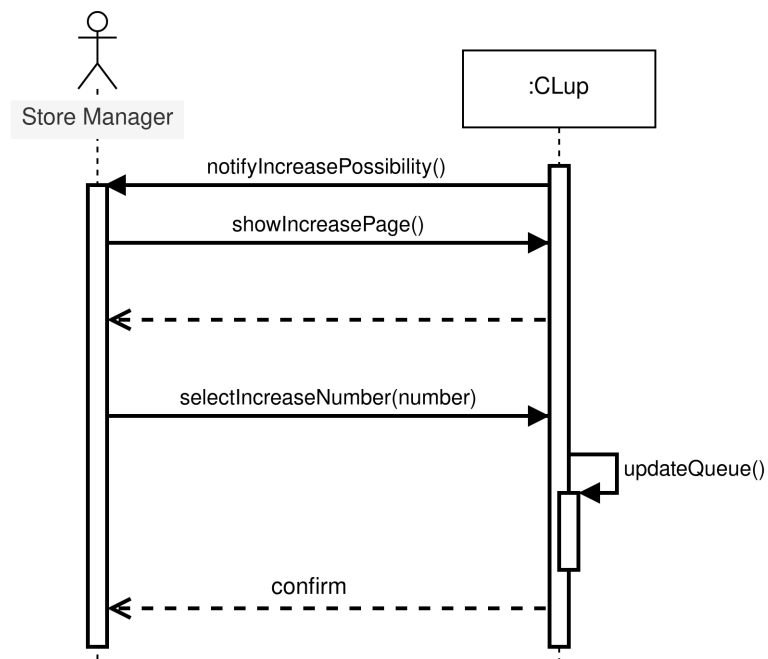 Store Manager
:CLup
notifyIncreasePossibility()
showIncreasePage()
selectIncreaseNumber(number)
updateQueue()
confirm